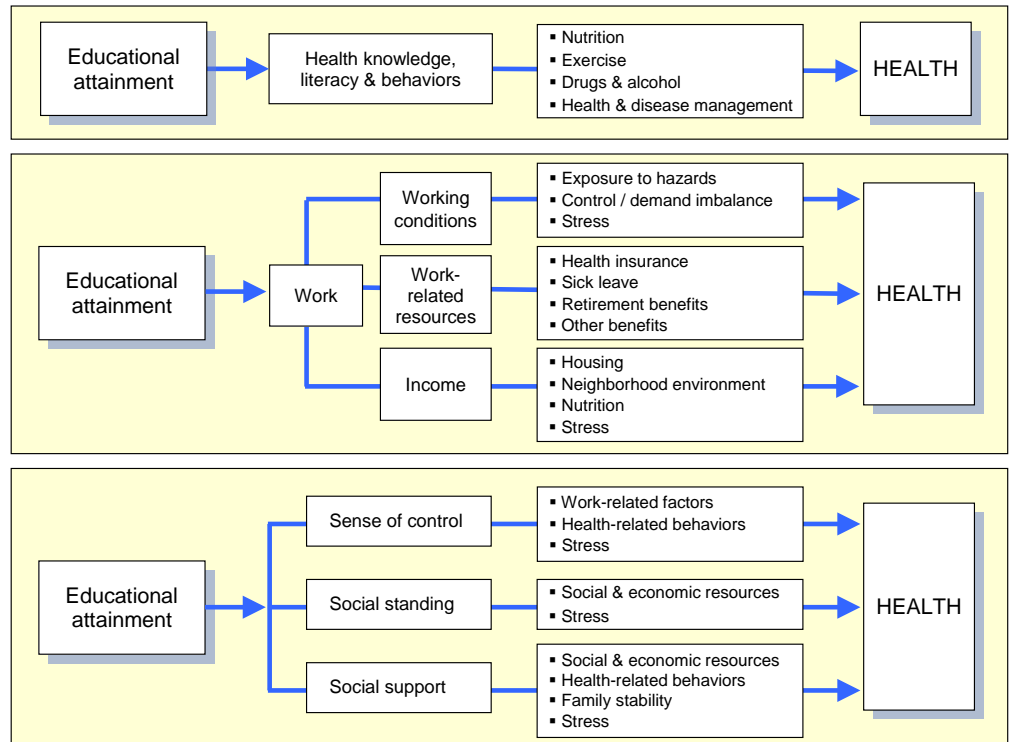 Educational
attainment
Health knowledge,
literacy & behaviors
▪ Nutrition
▪ Exercise
▪ Drugs & alcohol
▪ Health & disease management
HEALTH
Educational
attainment
Work
Working
conditions
▪ Exposure to hazards
▪ Control / demand imbalance
▪ Stress
Work-
related
resources
▪ Health insurance
▪ Sick leave
▪ Retirement benefits
▪ Other benefits
Income
▪ Housing
▪ Neighborhood environment
▪ Nutrition
▪ Stress
HEALTH
Educational
attainment
Sense of control
▪ Work-related factors
▪ Health-related behaviors
▪ Stress
Social standing
▪ Social & economic resources
▪ Stress
Social support
▪ Social & economic resources
▪ Health-related behaviors
▪ Family stability
▪ Stress
HEALTH